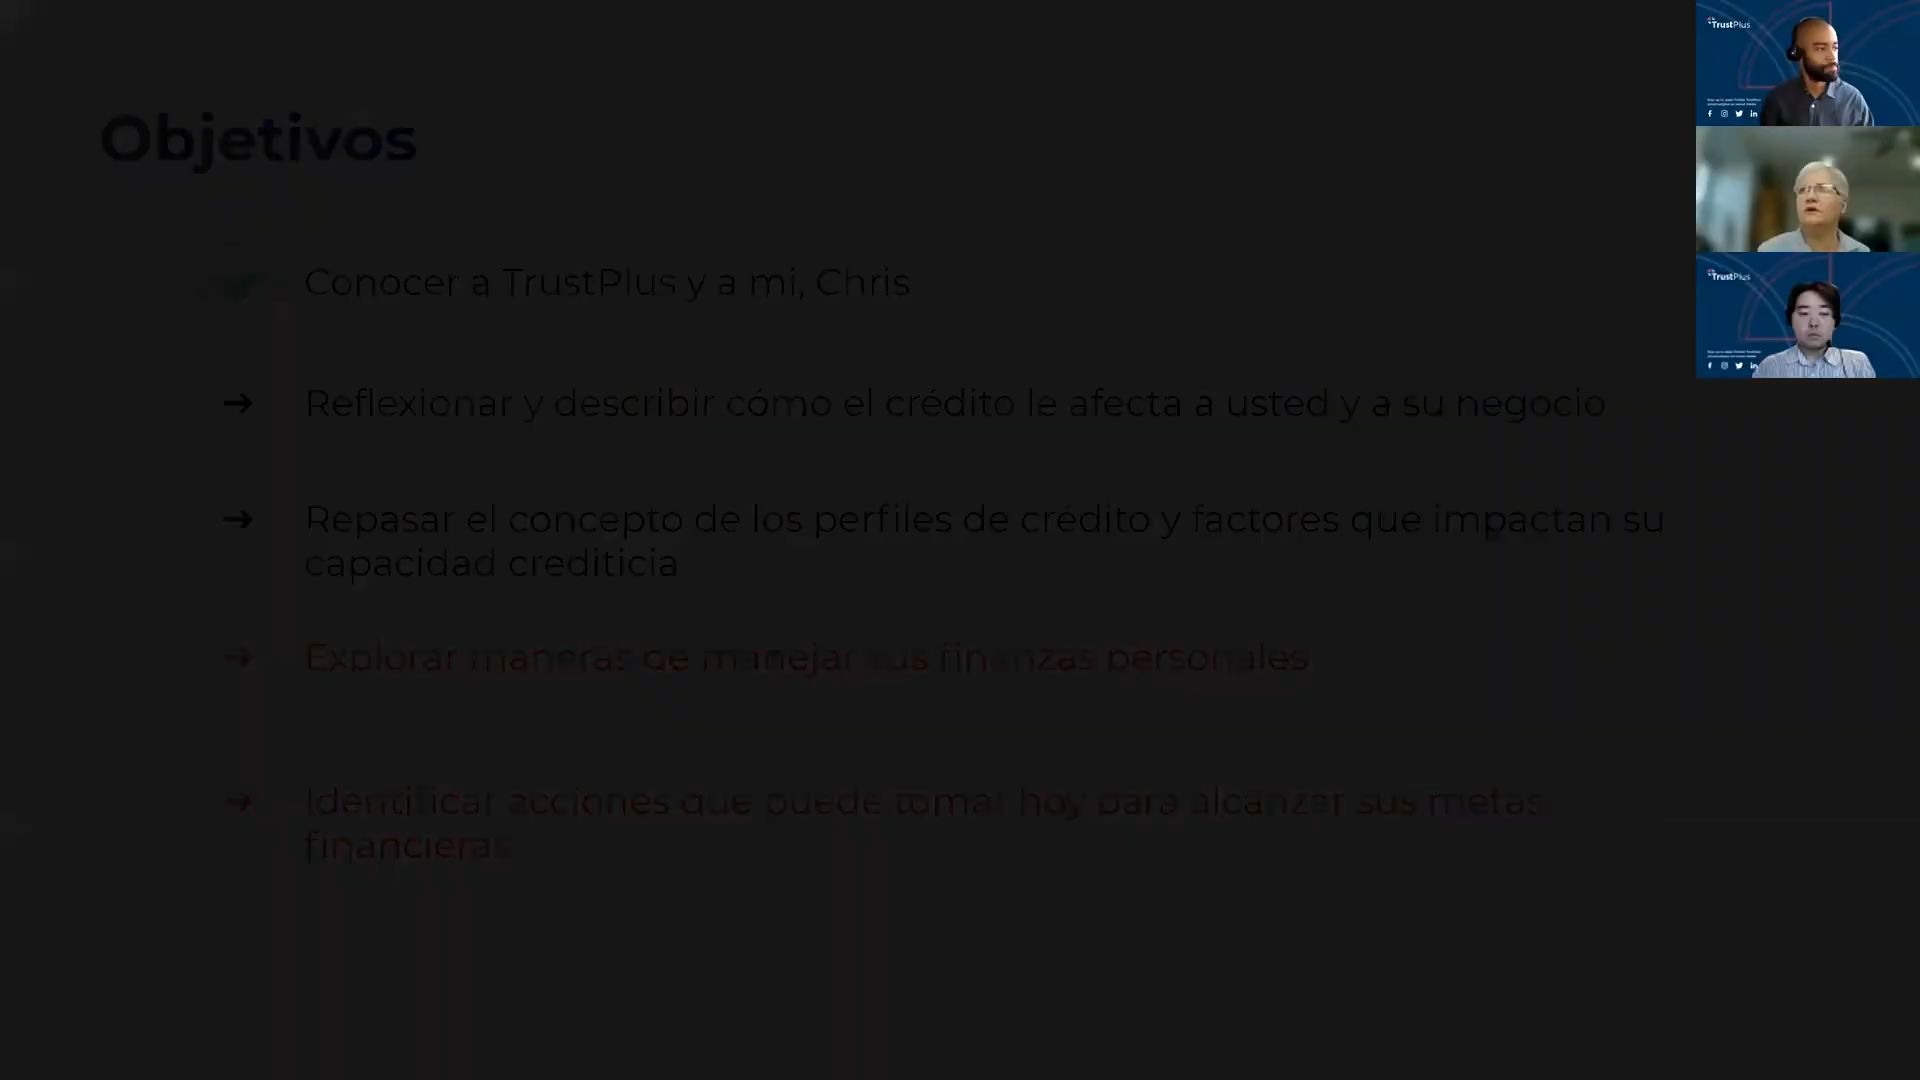 Objetivos
Conocer a TrustPlus y a mi, Chris
Reflexionar y describir cómo el crédito le afecta a usted y a su negocio
Repasar el concepto de los perfiles de crédito y factores que impactan su
capacidad crediticia
Explorar maneras de manejar sus finanzas personales
Identificar acciones que puede tomar hoy para alcanzar sus metas
financieras
TrustPlus
TrustPlus